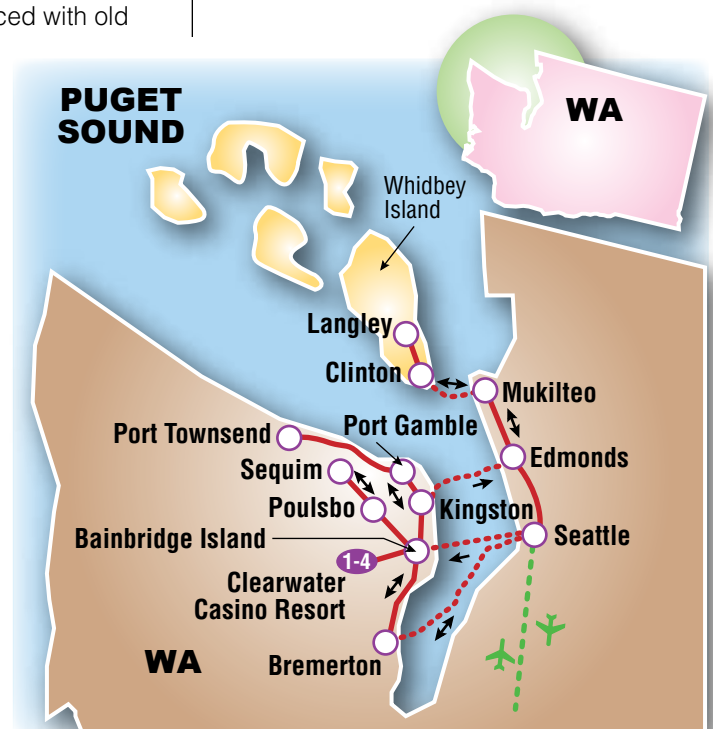 ced with old
PUGET
SOUND
WA
Whidbey
Island
Langley
Clinton
Mukilteo
Port Townsend
Port Gamble
Edmonds
Sequim
Poulsbo
Kingston
Bainbridge Island
Seattle
1-4
Clearwater
Casino Resort
WA
Bremerton